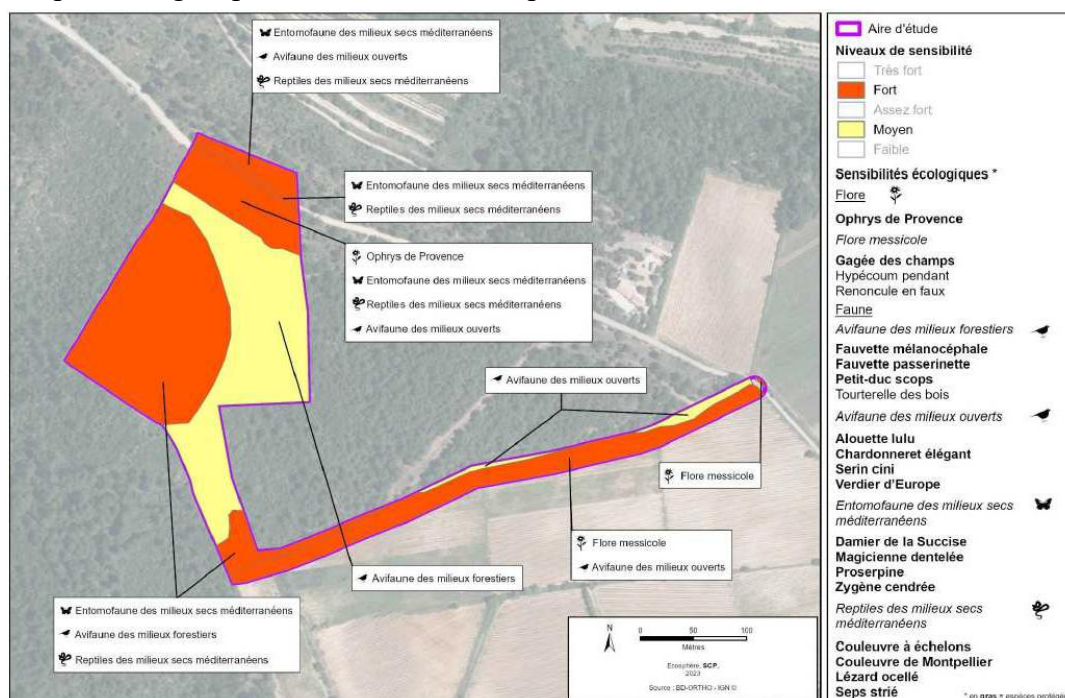 Entomofaune des milieux secs méditerranéens
Avifaune des milieux ouverts
Reptiles des milieux secs méditerranéens
Entomofaune des milieux secs méditerranéens
Reptiles des milieux secs méditerranéens
Ophrys de Provence
Entomofaune des milieux secs méditerranéens
Reptiles des milieux secs méditerranéens
Avifaune des milieux ouverts
Avifaune des milieux ouverts
Flore messicole
Flore messicole
Avifaune des milieux ouverts
Avifaune des milieux forestiers
Entomofaune des milieux secs méditerranéens
Avifaune des milieux forestiers
Reptiles des milieux secs méditerranéens
N
0 50 100
Mètres
Ecosphère, SCP.
2023
Source : BD-ORTHO - IGN ©
Aire d'étude
Niveaux de sensibilité
Très fort
Fort
Assez fort
Moyen
Faible
Sensibilités écologiques *
Flore
Ophrys de Provence
Flore messicole
Gagée des champs
Hypécoum pendant
Renoncule en faux
Faune
Avifaune des milieux forestiers
Fauvette mélanocéphale
Fauvette passerinette
Petit-duc scops
Tourterelle des bois
Avifaune des milieux ouverts
Alouette lulu
Chardonneret élégant
Serin cini
Verdier d'Europe
Entomofaune des milieux secs
méditerranéens
Damier de la Succise
Magicienne dentelée
Proserpine
Zygène cendrée
Reptiles des milieux secs
méditerranéens
Couleuvre à échelons
Couleuvre de Montpellier
Lézard ocellé
Seps strié
* en gras = espèces